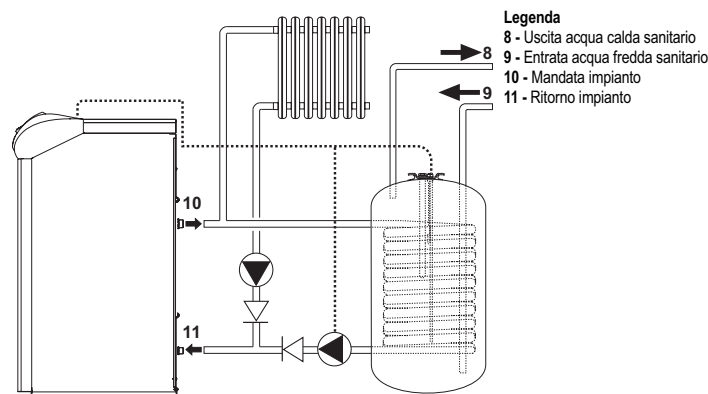 Legenda
8 - Uscita acqua calda sanitario
9 - Entrata acqua fredda sanitario
10 - Mandata impianto
11 - Ritorno impianto
8
9
10
11